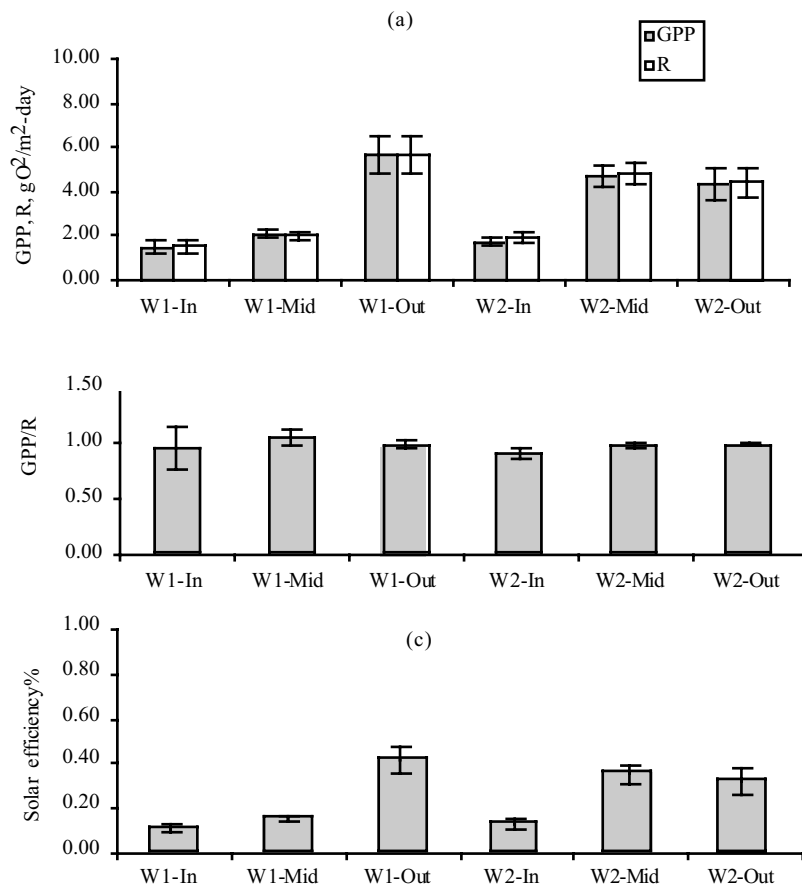 (a)
GPP
R
10.00
8.00
6.00
4.00
2.00
0.00
GPP, R, gO2/m2-day
W1-In W1-Mid W1-Out W2-In W2-Mid W2-Out
1.50
1.00
0.50
0.00
GPP/R
W1-In W1-Mid W1-Out W2-In W2-Mid W2-Out
(c)
1.00
0.80
0.60
0.40
0.20
0.00
Solar efficiency%
W1-In W1-Mid W1-Out W2-In W2-Mid W2-Out